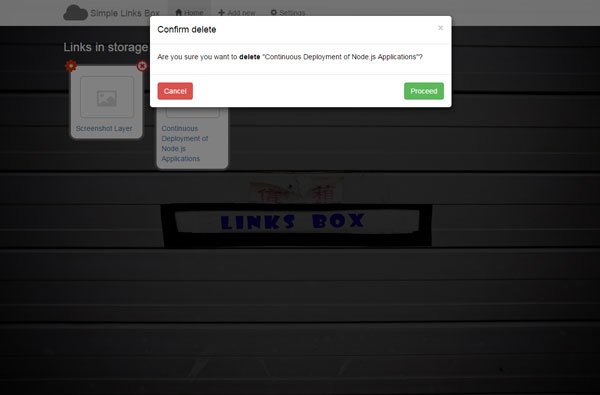 Simple Links Box Home Add new Settings
Confirm delete ×
Are you sure you want to delete "Continuous Deployment of Node.js Applications"?
Cancel Proceed
Links in storage
Screenshot Layer
Continuous
Deployment of
Node.js
Applications
LINKS BOX